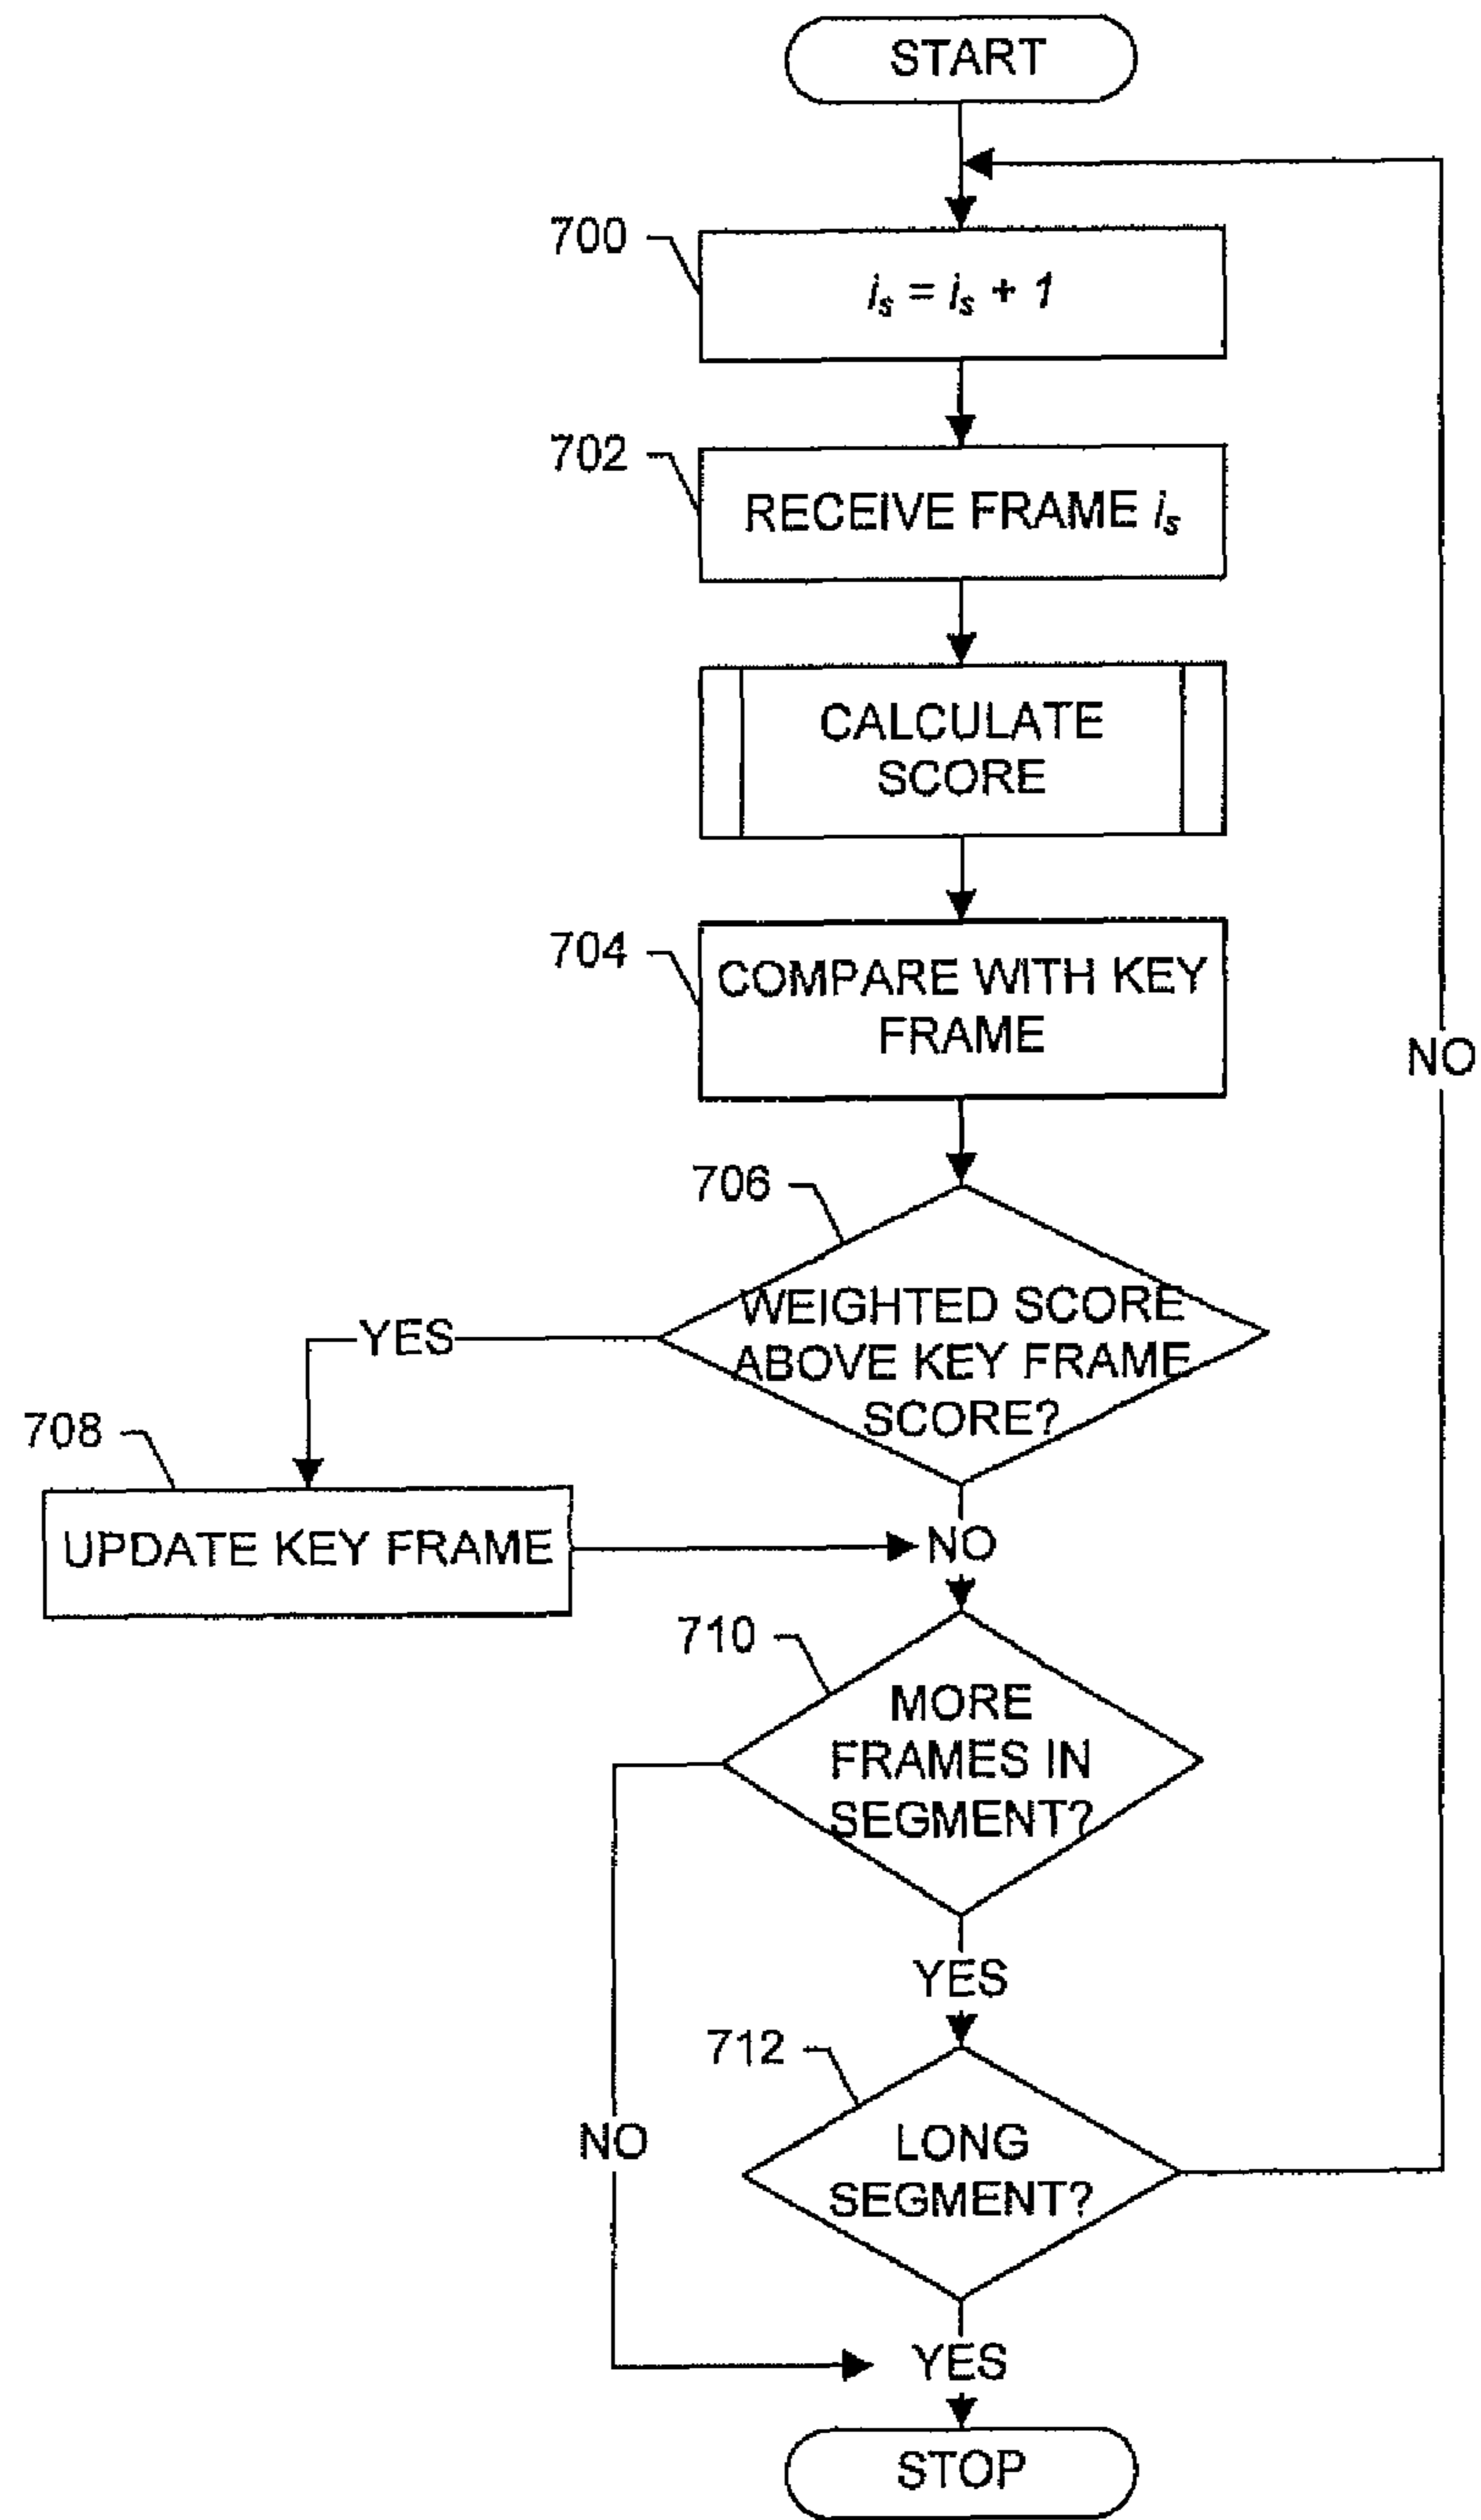 START
700
i_s = i_s + 1
702
RECEIVE FRAME i_s
CALCULATE
SCORE
704
COMPARE WITH KEY
FRAME
NO
706
WEIGHTED SCORE
ABOVE KEY FRAME
SCORE?
YES
708
UPDATE KEY FRAME
NO
710
MORE
FRAMES IN
SEGMENT?
YES
712
NO
LONG
SEGMENT?
YES
STOP